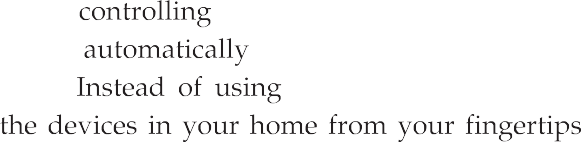 controlling
automatically
Instead of using
the devices in your home from your fingertips